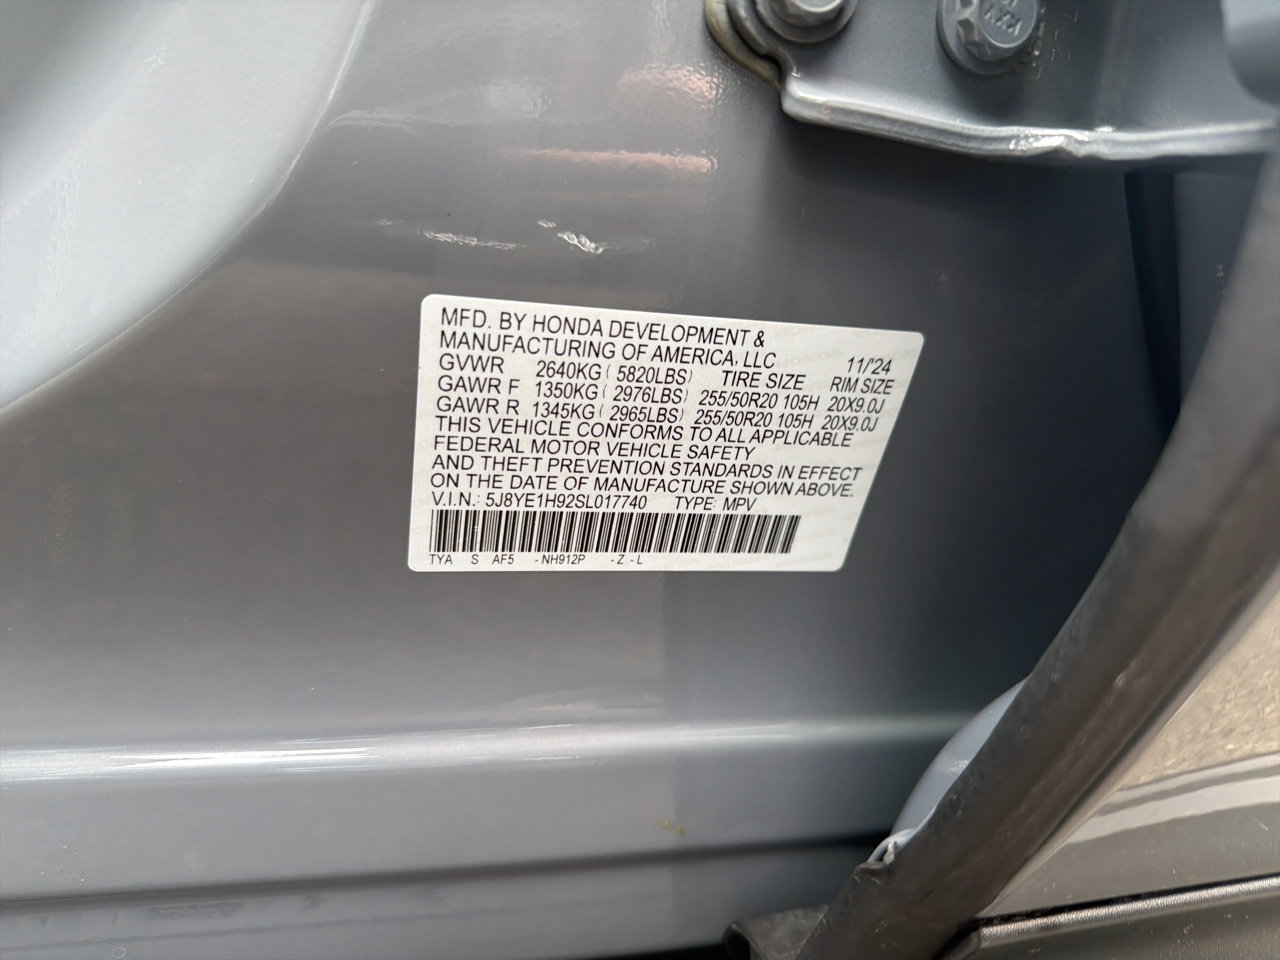 MFD. BY HONDA DEVELOPMENT &
MANUFACTURING OF AMERICA, LLC 11/'24
GVWR 2640KG ( 5820LBS) TIRE SIZE RIM SIZE
GAWR F 1350KG ( 2976LBS) 255/50R20 105H 20X9.0J
GAWR R 1345KG ( 2965LBS) 255/50R20 105H 20X9.0J
THIS VEHICLE CONFORMS TO ALL APPLICABLE
FEDERAL MOTOR VEHICLE SAFETY
AND THEFT PREVENTION STANDARDS IN EFFECT
ON THE DATE OF MANUFACTURE SHOWN ABOVE.
V.I.N.: 5J8YE1H92SL017740 TYPE: MPV
TYA S AF5 - NH912P - Z - L